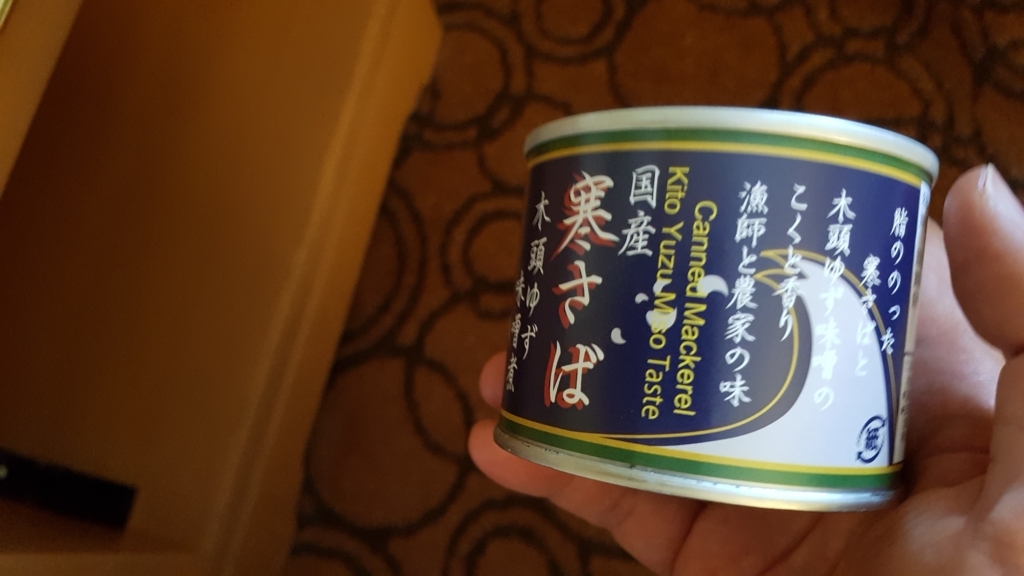 脂ののった
寒さばと
木頭ゆず味噌の
こくと香り
漁師と農家の味
Canned Mackerel
Kito Yuzu Miso Taste
国産
寒さば
木頭ゆず
味噌煮